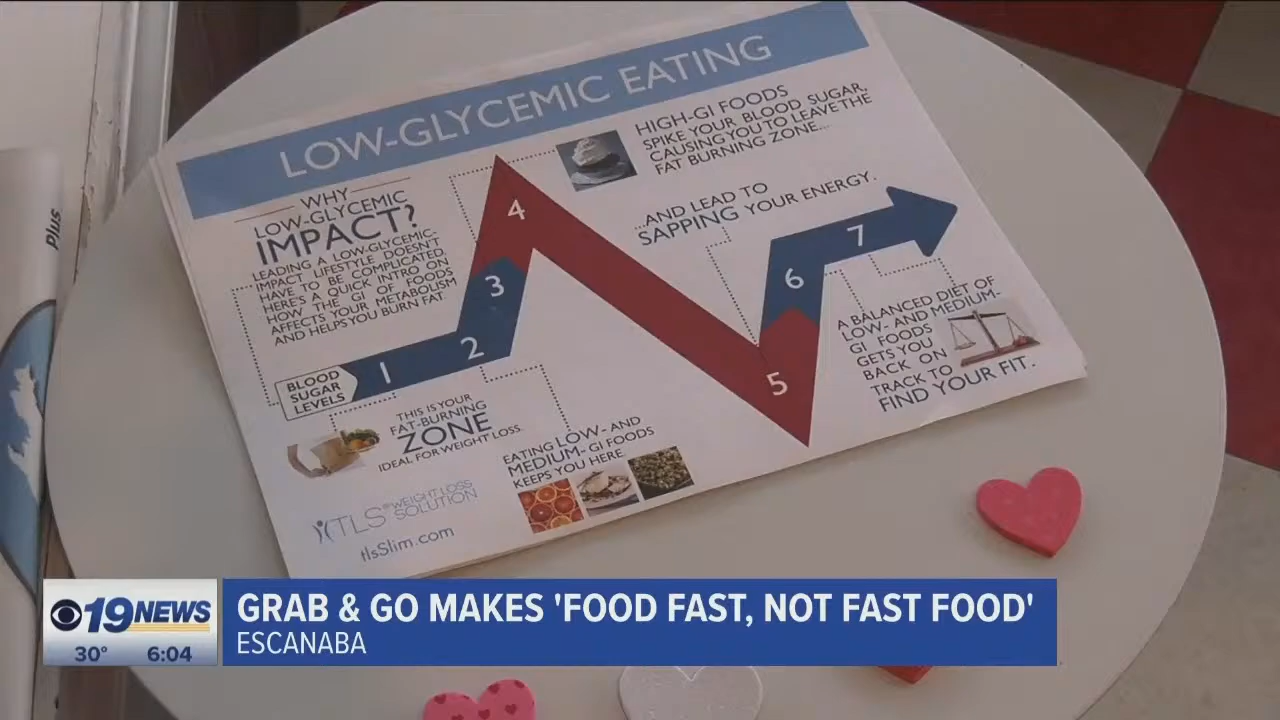 LOW-GLYCEMIC EATING
WHY
LOW-GLYCEMIC
IMPACT?
LEADING A LOW-GLYCEMIC-
IMPACT LIFESTYLE DOESN'T
HAVE TO BE COMPLICATED.
HERE'S A QUICK INTRO ON
HOW THE GI OF FOODS
AFFECTS YOUR METABOLISM
AND HELPS YOU BURN FAT.
HIGH-GI FOODS
SPIKE YOUR BLOOD SUGAR,
CAUSING YOU TO LEAVE THE
FAT BURNING ZONE...
...AND LEAD TO
SAPPING YOUR ENERGY.
BLOOD
SUGAR
LEVELS
1
2
3
4
5
6
7
THIS IS YOUR
FAT-BURNING
ZONE
IDEAL FOR WEIGHT LOSS.
EATING LOW- AND
MEDIUM- GI FOODS
KEEPS YOU HERE.
A BALANCED DIET OF
LOW- AND MEDIUM-
GI FOODS
GETS YOU
BACK ON
TRACK TO
FIND YOUR FIT.
TLS® WEIGHT LOSS
SOLUTION
tlsSlim.com
Plus
19 NEWS
30° 6:04
GRAB & GO MAKES 'FOOD FAST, NOT FAST FOOD'
ESCANABA